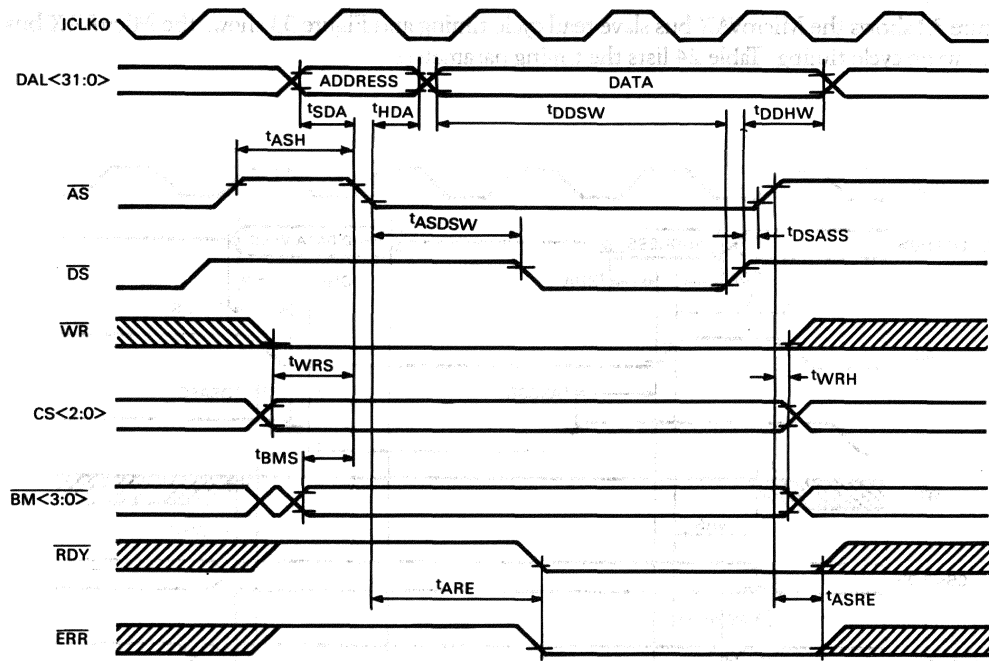 ICLKO
DAL<31:0>
ADDRESS
DATA
tSDA
tHDA
tDDSW
tDDHW
tASH
AS
tASDSW
tDSASS
DS
WR
tWRS
tWRH
CS<2:0>
tBMS
BM<3:0>
RDY
tARE
tASRE
ERR